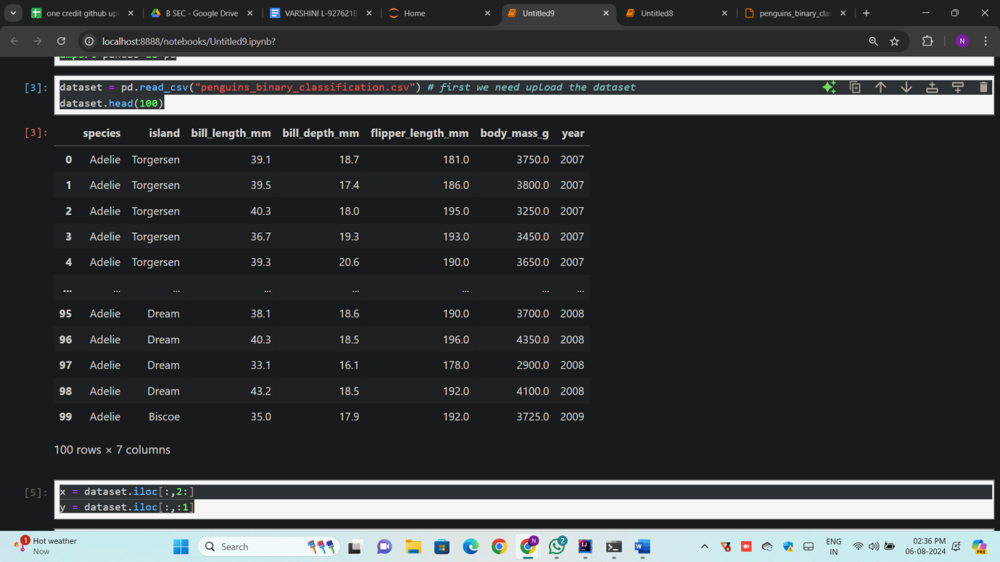 one credit github up
B SEC - Google Drive
VARSHINI L-927621B
Home
Untitled9
Untitled8
penguins_binary_clas
localhost:8888/notebooks/Untitled9.ipynb?
N
import pandas as pd
[3]: dataset = pd.read_csv("penguins_binary_classification.csv") # first we need upload the dataset
dataset.head(100)
[3]: species island bill_length_mm bill_depth_mm flipper_length_mm body_mass_g year
0 Adelie Torgersen 39.1 18.7 181.0 3750.0 2007
1 Adelie Torgersen 39.5 17.4 186.0 3800.0 2007
2 Adelie Torgersen 40.3 18.0 195.0 3250.0 2007
3 Adelie Torgersen 36.7 19.3 193.0 3450.0 2007
4 Adelie Torgersen 39.3 20.6 190.0 3650.0 2007
... ... ... ... ... ... ... ...
95 Adelie Dream 38.1 18.6 190.0 3700.0 2008
96 Adelie Dream 40.3 18.5 196.0 4350.0 2008
97 Adelie Dream 33.1 16.1 178.0 2900.0 2008
98 Adelie Dream 43.2 18.5 192.0 4100.0 2008
99 Adelie Biscoe 35.0 17.9 192.0 3725.0 2009
100 rows × 7 columns
[5]: x = dataset.iloc[:,2:]
y = dataset.iloc[:,:1]
1 Hot weather
Now
Search
N
2
ENG
IN
02:36 PM
06-08-2024
PRE